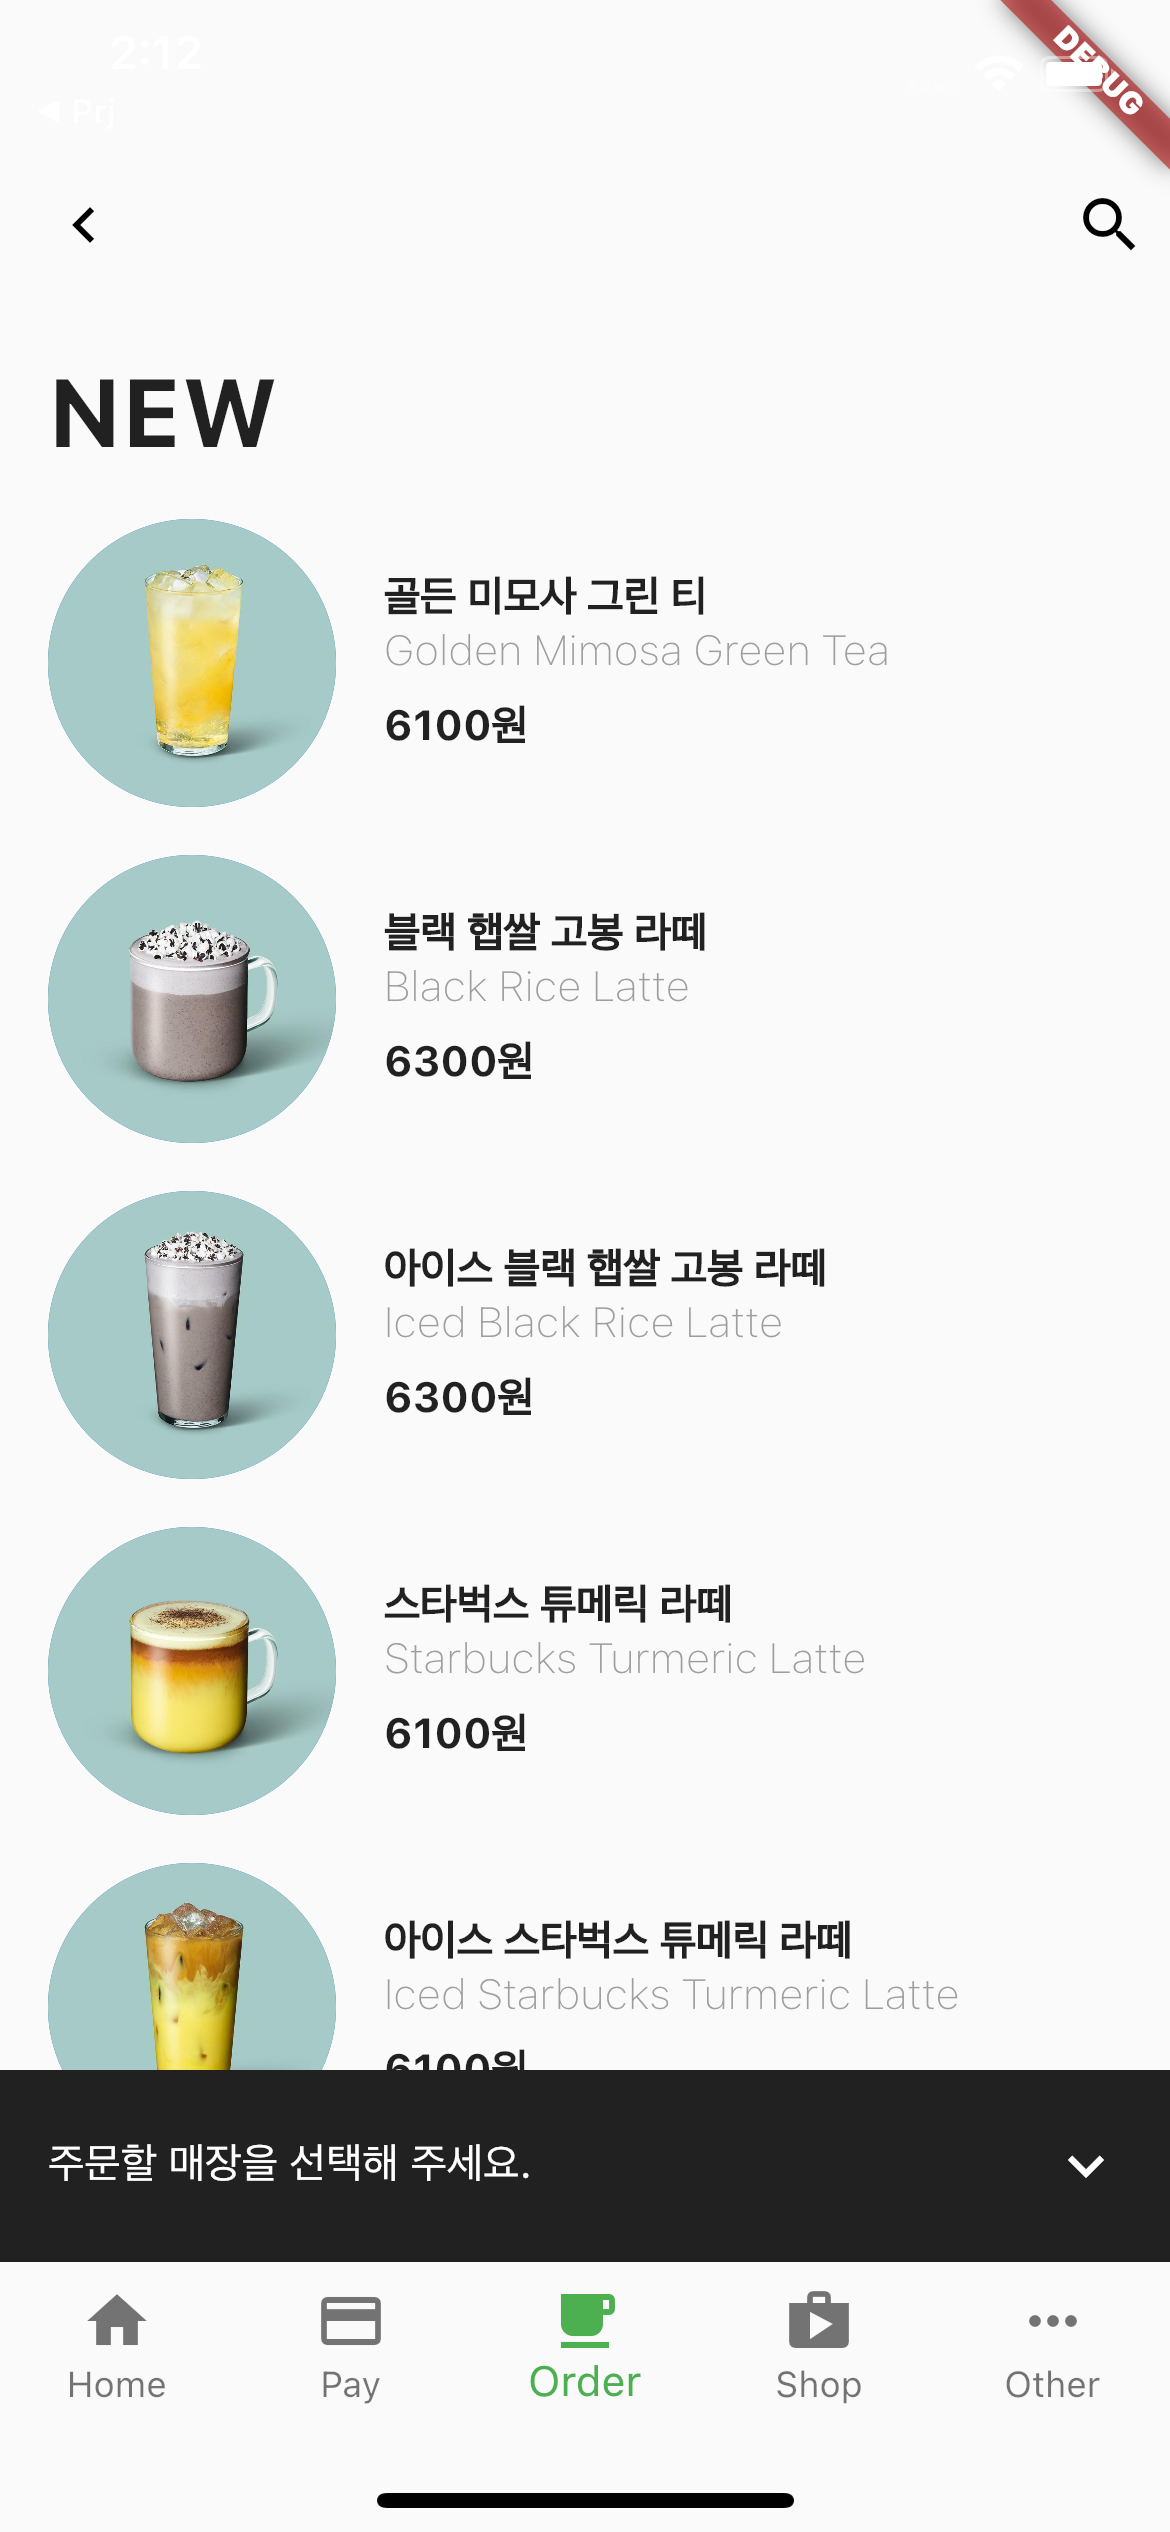 2:12
DEBUG
◀ Prj
NEW
골든 미모사 그린 티
Golden Mimosa Green Tea
6100원
블랙 햅쌀 고봉 라떼
Black Rice Latte
6300원
아이스 블랙 햅쌀 고봉 라떼
Iced Black Rice Latte
6300원
스타벅스 튜메릭 라떼
Starbucks Turmeric Latte
6100원
아이스 스타벅스 튜메릭 라떼
Iced Starbucks Turmeric Latte
6100원
주문할 매장을 선택해 주세요.
Home
Pay
Order
Shop
Other